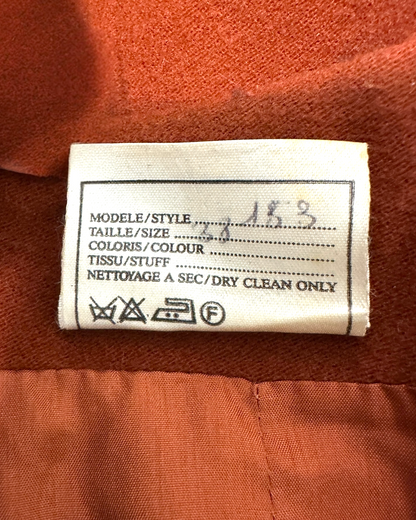 MODELE/STYLE 153
TAILLE/SIZE 38
COLORIS/COLOUR
TISSU/STUFF
NETTOYAGE A SEC/DRY CLEAN ONLY
F